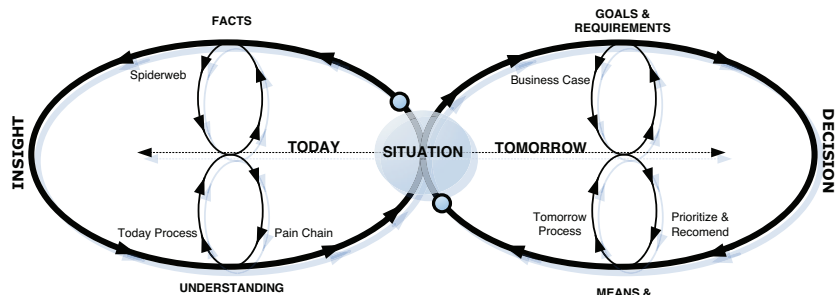 FACTS
GOALS &
REQUIREMENTS
Spiderweb
Business Case
INSIGHT
TODAY
SITUATION
TOMORROW
DECISION
Today Process
Pain Chain
Tomorrow
Process
Prioritize &
Recomend
UNDERSTANDING
MEANS &